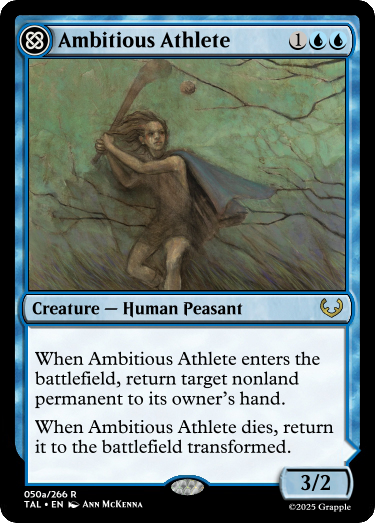 Ambitious Athlete 1
Creature — Human Peasant
When Ambitious Athlete enters the
battlefield, return target nonland
permanent to its owner's hand.
When Ambitious Athlete dies, return
it to the battlefield transformed.
3/2
050a/266 R
TAL • EN Ann McKenna
©2025 Grapple